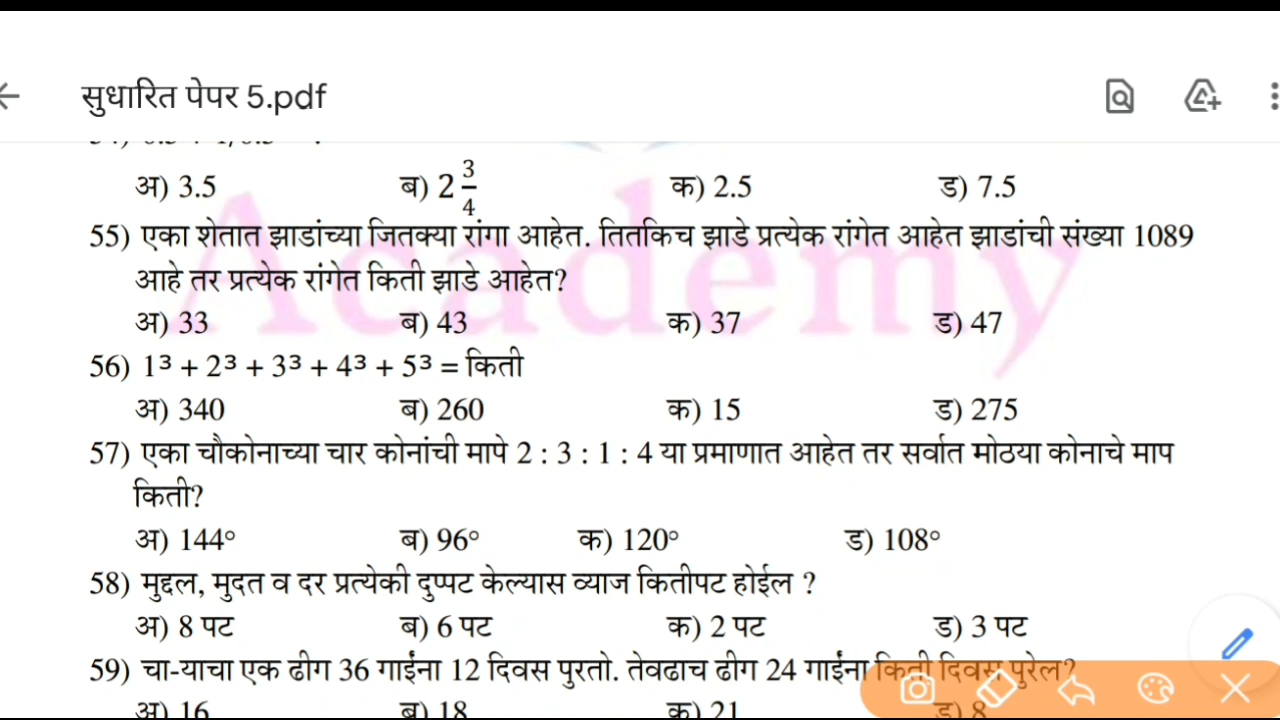 सुधारित पेपर 5.pdf
अ) 3.5 ब) 2 3/4 क) 2.5 ड) 7.5
55) एका शेतात झाडांच्या जितक्या रांगा आहेत. तितकिच झाडे प्रत्येक रांगेत आहेत झाडांची संख्या 1089
आहे तर प्रत्येक रांगेत किती झाडे आहेत?
अ) 33 ब) 43 क) 37 ड) 47
56) 1³ + 2³ + 3³ + 4³ + 5³ = किती
अ) 340 ब) 260 क) 15 ड) 275
57) एका चौकोनाच्या चार कोनांची मापे 2 : 3 : 1 : 4 या प्रमाणात आहेत तर सर्वात मोठया कोनाचे माप
किती?
अ) 144° ब) 96° क) 120° ड) 108°
58) मुद्दल, मुदत व दर प्रत्येकी दुप्पट केल्यास व्याज कितीपट होईल ?
अ) 8 पट ब) 6 पट क) 2 पट ड) 3 पट
59) चा-याचा एक ढीग 36 गाईंना 12 दिवस पुरतो. तेवढाच ढीग 24 गाईंना किती दिवस पुरेल?
अ) 16 ब) 18 क) 21 ड) 8
Academy